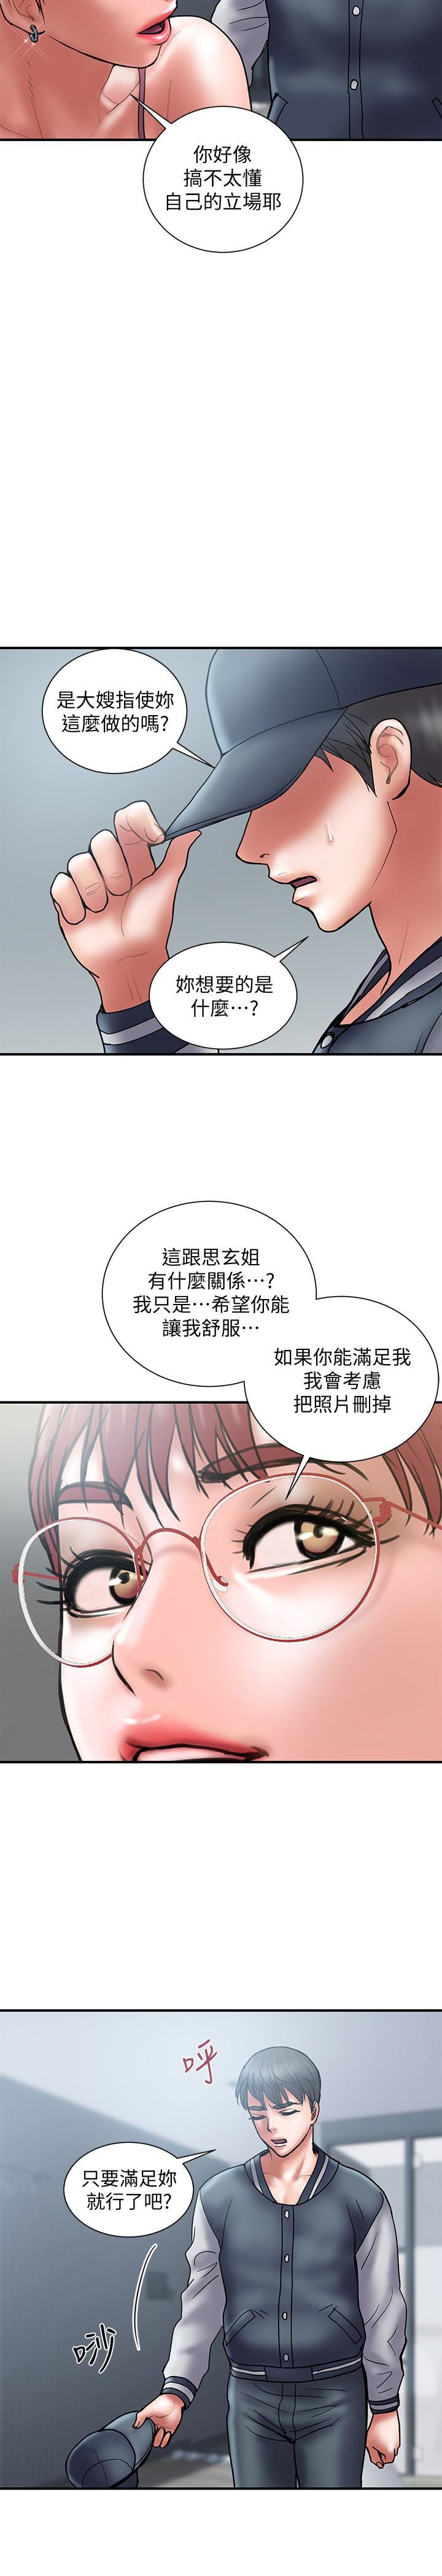 你好像
搞不太懂
自己的立場耶
是大嫂指使妳
這麼做的嗎?
妳想要的是
什麼…?
這跟思玄姐
有什麼關係…?
我只是…希望你能
讓我舒服…
如果你能滿足我
我會考慮
把照片刪掉
呼
只要滿足妳
就行了吧?
唦